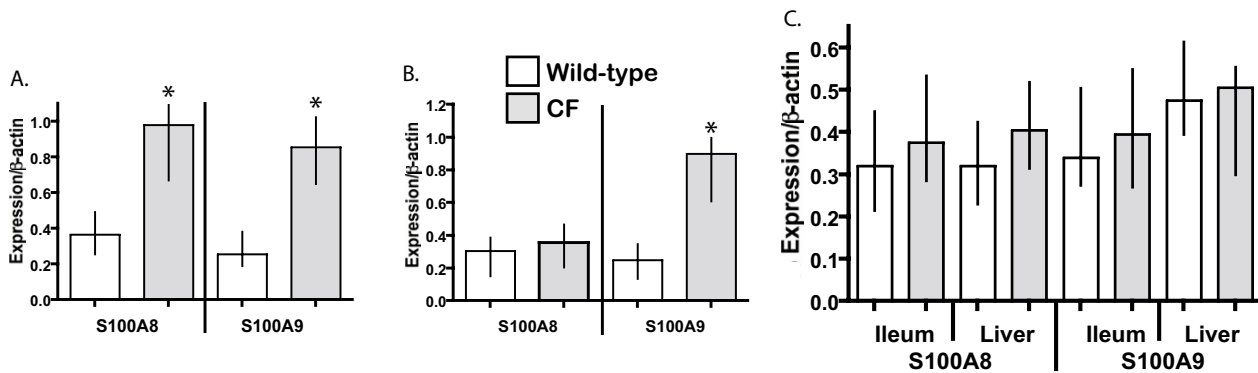 A.
Expression/β-actin
1.0
0.8
0.6
0.4
0.2
0.0
*
*
S100A8
S100A9
B.
Wild-type
CF
Expression/β-actin
1.2
1.0
0.8
0.6
0.4
0.2
0.0
*
S100A8
S100A9
C.
Expression/β-actin
0.6
0.5
0.4
0.3
0.2
0.1
0.0
Ileum Liver Ileum Liver
S100A8 S100A9